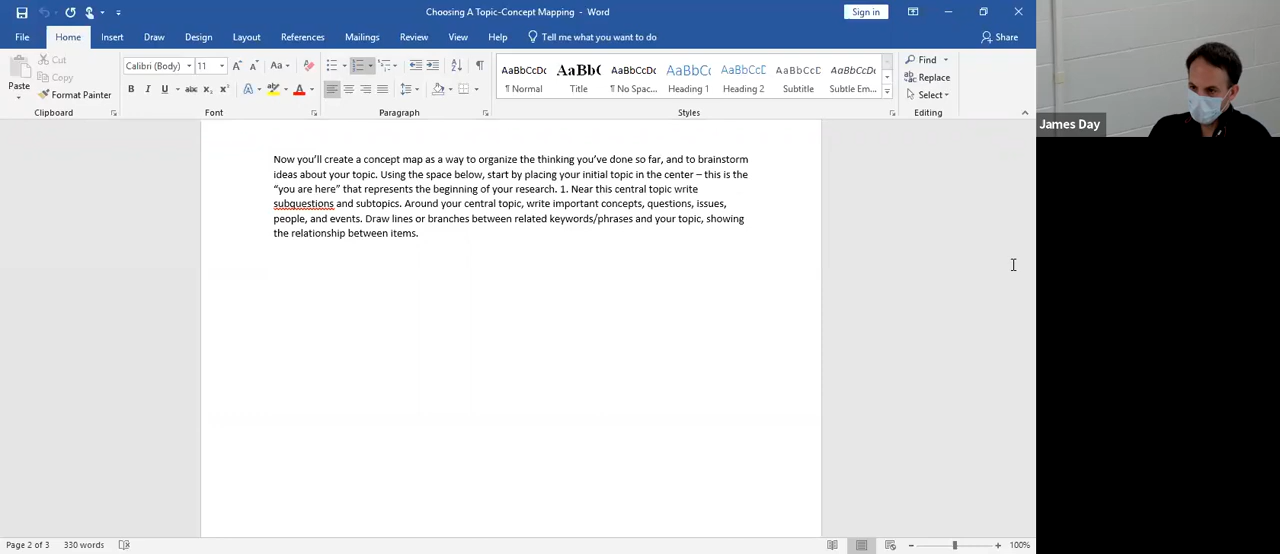 Choosing A Topic-Concept Mapping - Word
Sign in
File Home Insert Draw Design Layout References Mailings Review View Help Tell me what you want to do Share
Paste
Cut
Copy
Format Painter
Clipboard
Calibri (Body) 11 A A Aa
B I U abc x₂ x² A A
Font
Paragraph
AaBbCcDc AaBb( AaBbCcDc AaBbCc AaBbCcD AaBbCcD AaBbCcDc
¶ Normal Title ¶ No Spac... Heading 1 Heading 2 Subtitle Subtle Em...
Styles
Find
Replace
Select
Editing
James Day
Now you’ll create a concept map as a way to organize the thinking you’ve done so far, and to brainstorm
ideas about your topic. Using the space below, start by placing your initial topic in the center – this is the
“you are here” that represents the beginning of your research. 1. Near this central topic write
subquestions and subtopics. Around your central topic, write important concepts, questions, issues,
people, and events. Draw lines or branches between related keywords/phrases and your topic, showing
the relationship between items.
Page 2 of 3 330 words 100%